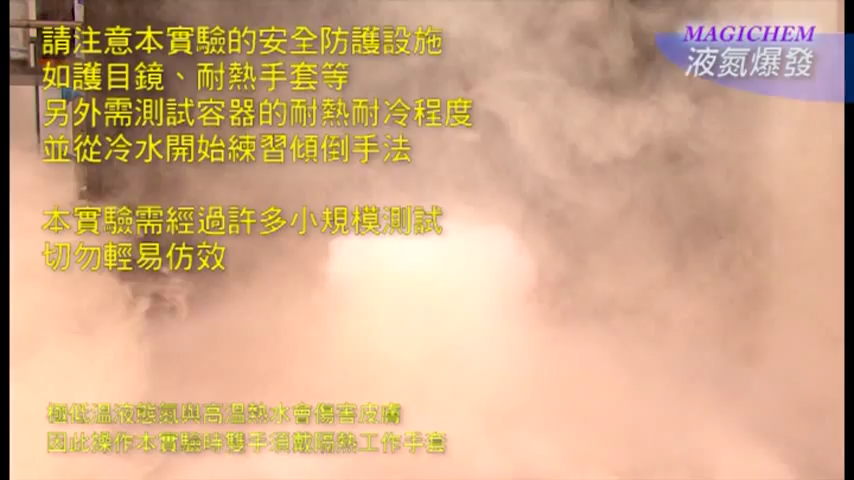 MAGICHEM
液氮爆發
請注意本實驗的安全防護設施
如護目鏡、耐熱手套等
另外需測試容器的耐熱耐冷程度
並從冷水開始練習傾倒手法
本實驗需經過許多小規模測試
切勿輕易仿效
極低溫液態氮與高溫熱水會傷害皮膚
因此操作本實驗時雙手須戴隔熱工作手套